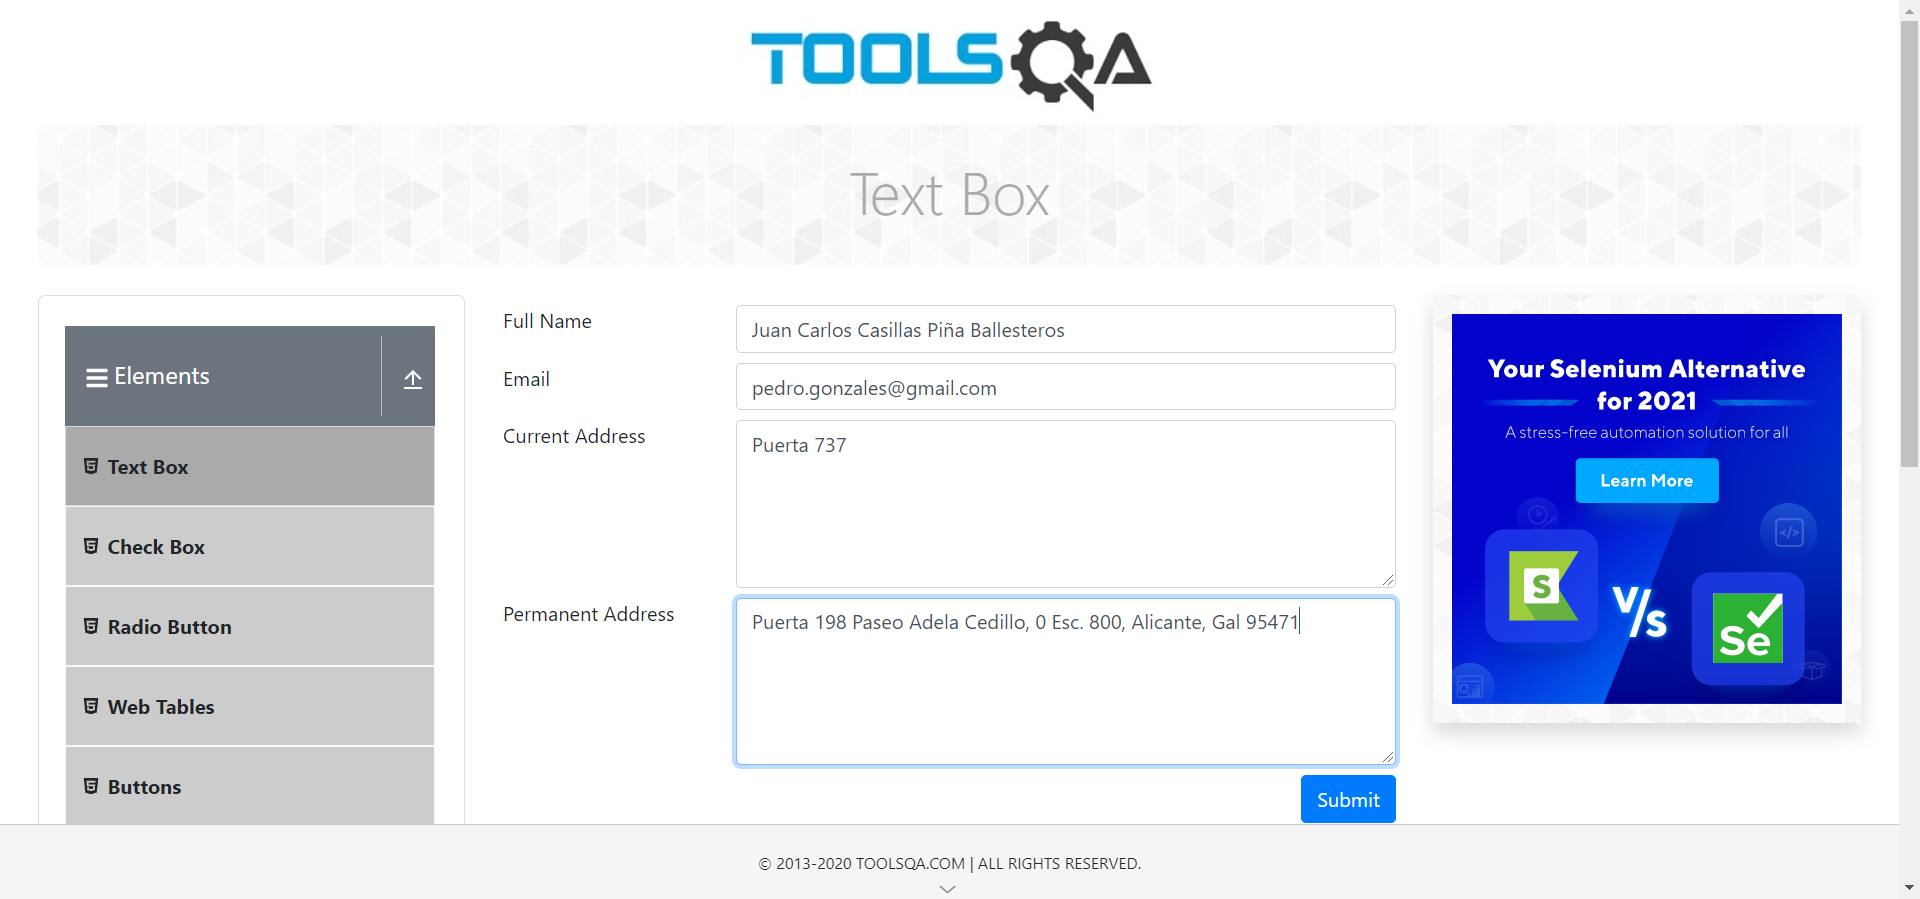 TOOLSQA
Text Box
Elements
Text Box
Check Box
Radio Button
Web Tables
Buttons
Full Name
Juan Carlos Casillas Piña Ballesteros
Email
pedro.gonzales@gmail.com
Current Address
Puerta 737
Permanent Address
Puerta 198 Paseo Adela Cedillo, 0 Esc. 800, Alicante, Gal 95471
Submit
Your Selenium Alternative
for 2021
A stress-free automation solution for all
Learn More
</>
S
V/s
Se
© 2013-2020 TOOLSQA.COM | ALL RIGHTS RESERVED.